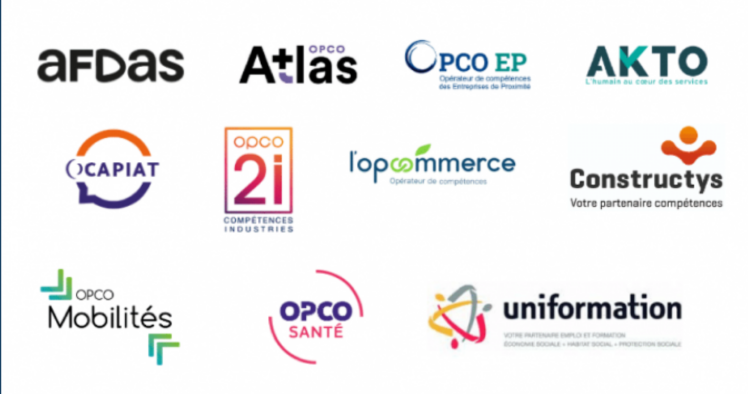 aFDas
OPCO
Atlas
OPCO EP
Opérateur de compétences
des Entreprises de Proximité
AKTO
L'humain au cœur des services
OCAPIAT
opco
2i
COMPÉTENCES
INDUSTRIES
l'opcommerce
Opérateur de compétences
Constructys
Votre partenaire compétences
OPCO
Mobilités
OPCO
SANTÉ
uniformation
VOTRE PARTENAIRE EMPLOI ET FORMATION
ÉCONOMIE SOCIALE • HABITAT SOCIAL • PROTECTION SOCIALE